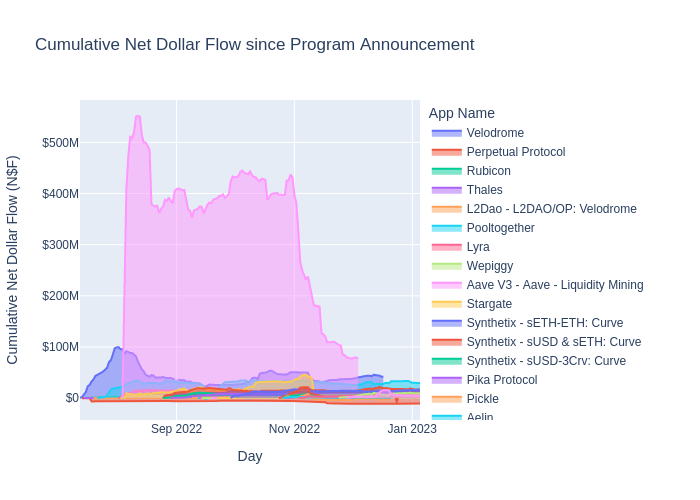 Cumulative Net Dollar Flow since Program Announcement
App Name
Velodrome
Perpetual Protocol
Rubicon
Thales
L2Dao - L2DAO/OP: Velodrome
Pooltogether
Lyra
Wepiggy
Aave V3 - Aave - Liquidity Mining
Stargate
Synthetix - sETH-ETH: Curve
Synthetix - sUSD & sETH: Curve
Synthetix - sUSD-3Crv: Curve
Pika Protocol
Pickle
Aelin
$500M
$400M
$300M
$200M
$100M
$0
Cumulative Net Dollar Flow (N$F)
Sep 2022
Nov 2022
Jan 2023
Day